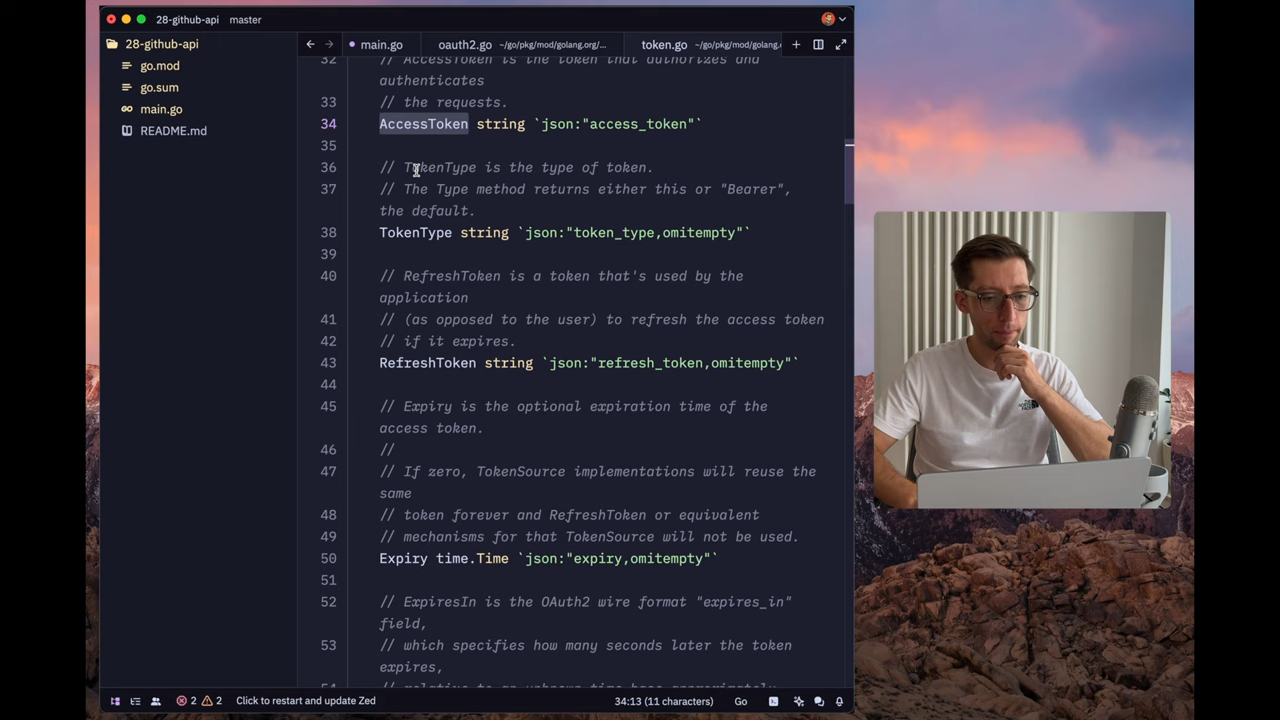 28-github-api master
28-github-api
go.mod
go.sum
main.go
README.md
main.go oauth2.go ~/go/pkg/mod/golang.org/... token.go ~/go/pkg/mod/golang.
32 // AccessToken is the token that authorizes and
authenticates
33 // the requests.
34 AccessToken string `json:"access_token"`
35
36 // TokenType is the type of token.
37 // The Type method returns either this or "Bearer",
the default.
38 TokenType string `json:"token_type,omitempty"`
39
40 // RefreshToken is a token that's used by the
application
41 // (as opposed to the user) to refresh the access token
42 // if it expires.
43 RefreshToken string `json:"refresh_token,omitempty"`
44
45 // Expiry is the optional expiration time of the
access token.
46 //
47 // If zero, TokenSource implementations will reuse the
same
48 // token forever and RefreshToken or equivalent
49 // mechanisms for that TokenSource will not be used.
50 Expiry time.Time `json:"expiry,omitempty"`
51
52 // ExpiresIn is the OAuth2 wire format "expires_in"
field,
53 // which specifies how many seconds later the token
expires,
2 2 Click to restart and update Zed 34:13 (11 characters) Go